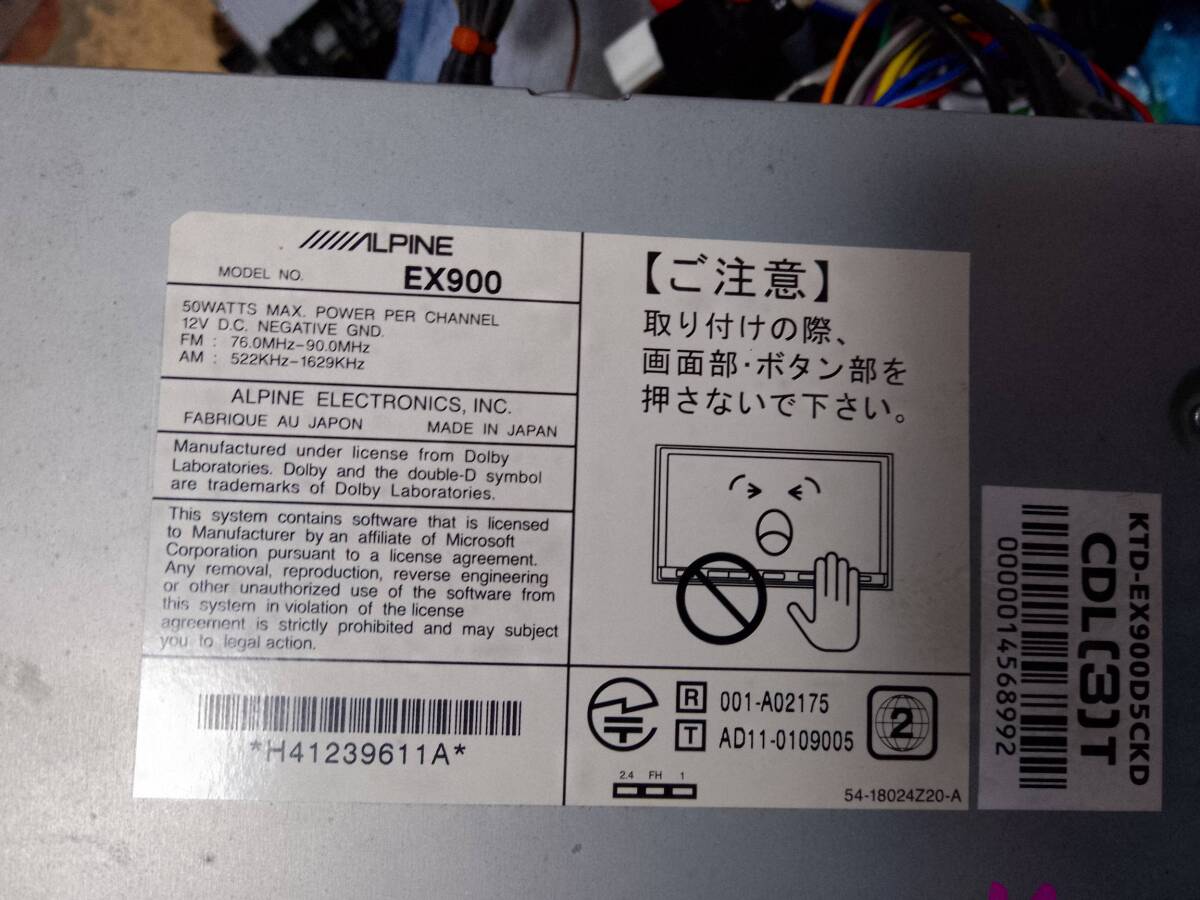 ALPINE
MODEL NO. EX900
50WATTS MAX. POWER PER CHANNEL
12V D.C. NEGATIVE GND.
FM : 76.0MHz-90.0MHz
AM : 522KHz-1629KHz
ALPINE ELECTRONICS, INC.
FABRIQUE AU JAPON MADE IN JAPAN
Manufactured under license from Dolby
Laboratories. Dolby and the double-D symbol
are trademarks of Dolby Laboratories.
This system contains software that is licensed
to Manufacturer by an affiliate of Microsoft
Corporation pursuant to a license agreement.
Any removal, reproduction, reverse engineering
or other unauthorized use of the software from
this system in violation of the license
agreement is strictly prohibited and may subject
you to legal action.
*H41239611A*
【ご注意】
取り付けの際、
画面部・ボタン部を
押さないで下さい。
R 001-A02175
T AD11-0109005
2
2.4 FH 1
54-18024Z20-A
KTD-EX900D5CKD
CDL(3)T
0000014568992